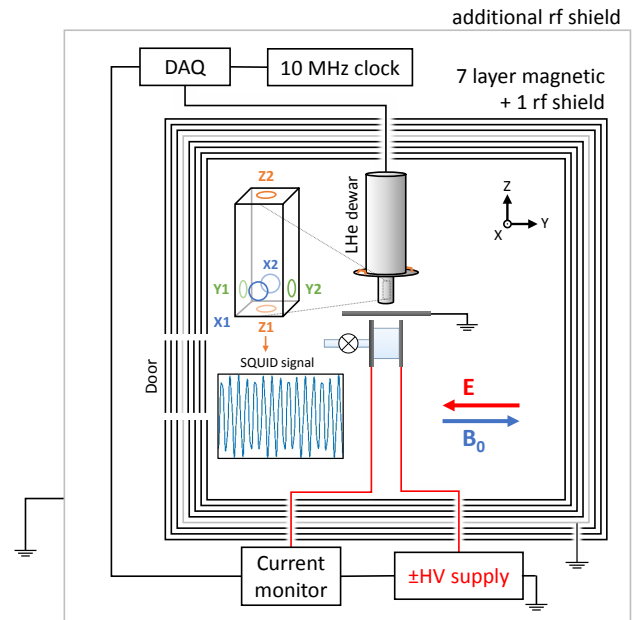 additional rf shield
DAQ
10 MHz clock
7 layer magnetic
+ 1 rf shield
Z2
LHe dewar
Z
Y
X
X2
Y1
Y2
X1
Z1
SQUID signal
Door
E
B0
Current
monitor
±HV supply